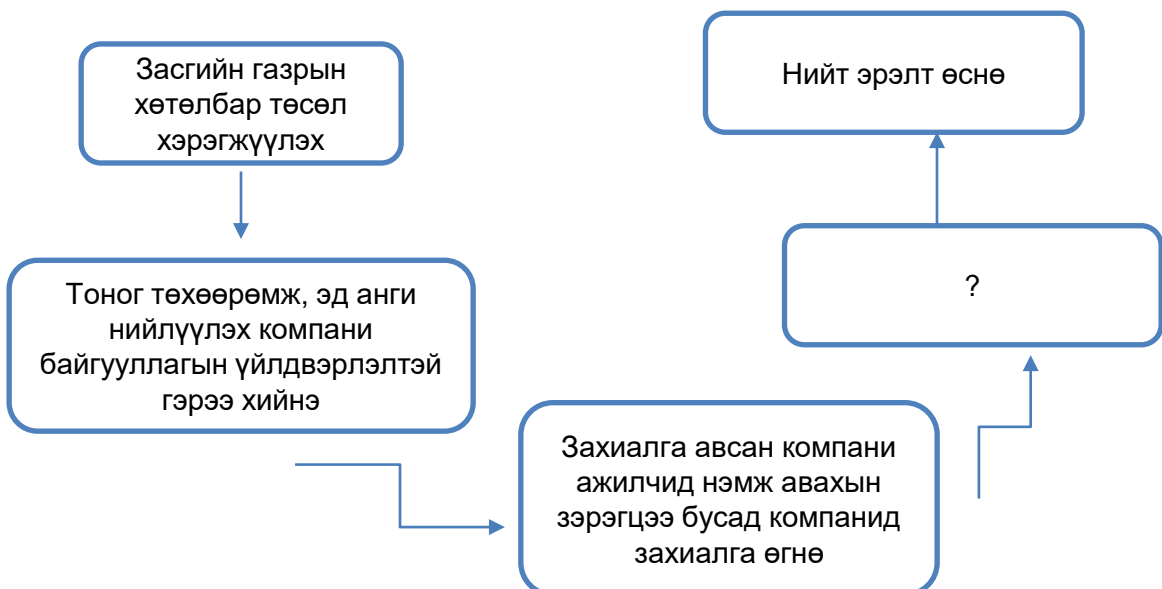 Засгийн газрын
хөтөлбар төсөл
хэрэгжүүлэх
Тоног төхөөрөмж, эд анги
нийлүүлэх компани
байгууллагын үйлдвэрлэлтэй
гэрээ хийнэ
Захиалга авсан компани
ажилчид нэмж авахын
зэрэгцээ бусад компанид
захиалга өгнө
?
Нийт эрэлт өснө